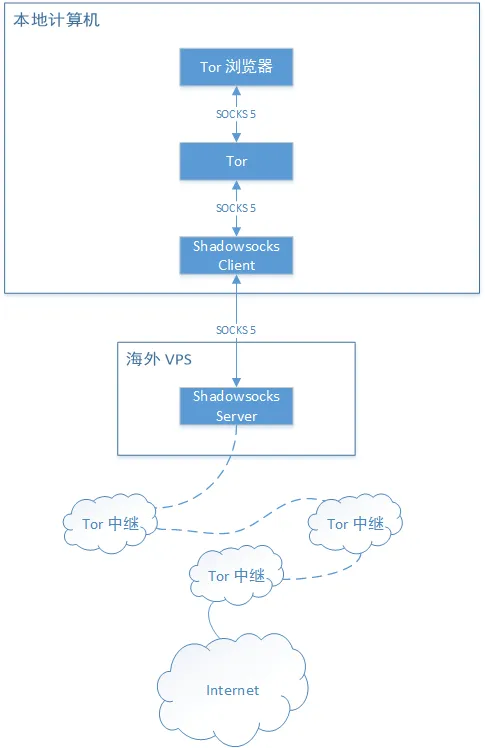 本地计算机
Tor 浏览器
SOCKS 5
Tor
SOCKS 5
Shadowsocks
Client
SOCKS 5
海外 VPS
Shadowsocks
Server
Tor 中继
Tor 中继
Tor 中继
Internet